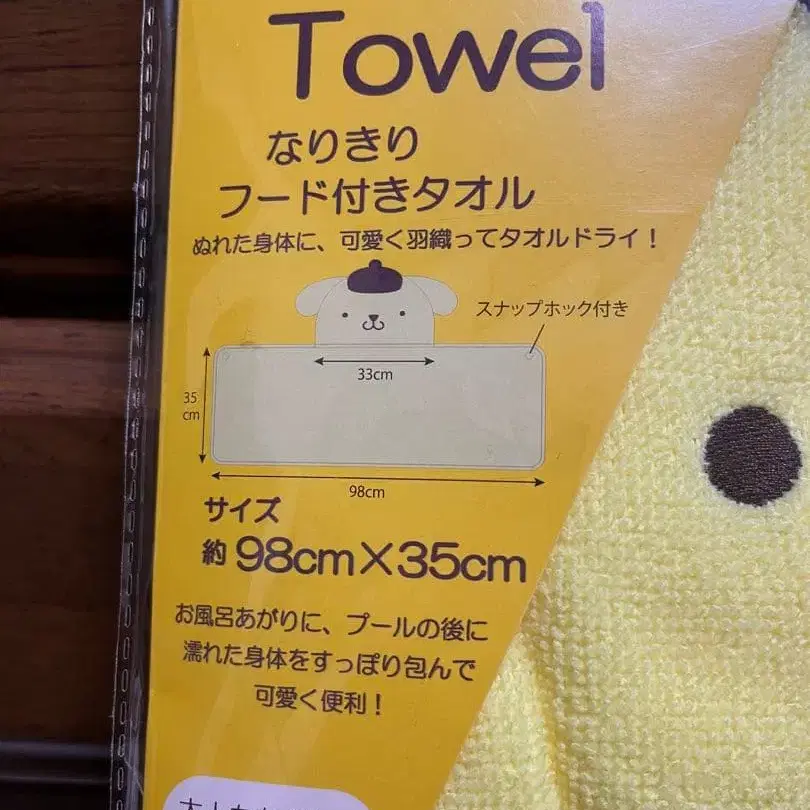 Towel
なりきり
フード付きタオル
ぬれた身体に、可愛く羽織ってタオルドライ！
スナップホック付き
33cm
35
cm
98cm
サイズ
約98cm×35cm
お風呂あがりに、プールの後に
濡れた身体をすっぽり包んで
可愛く便利！